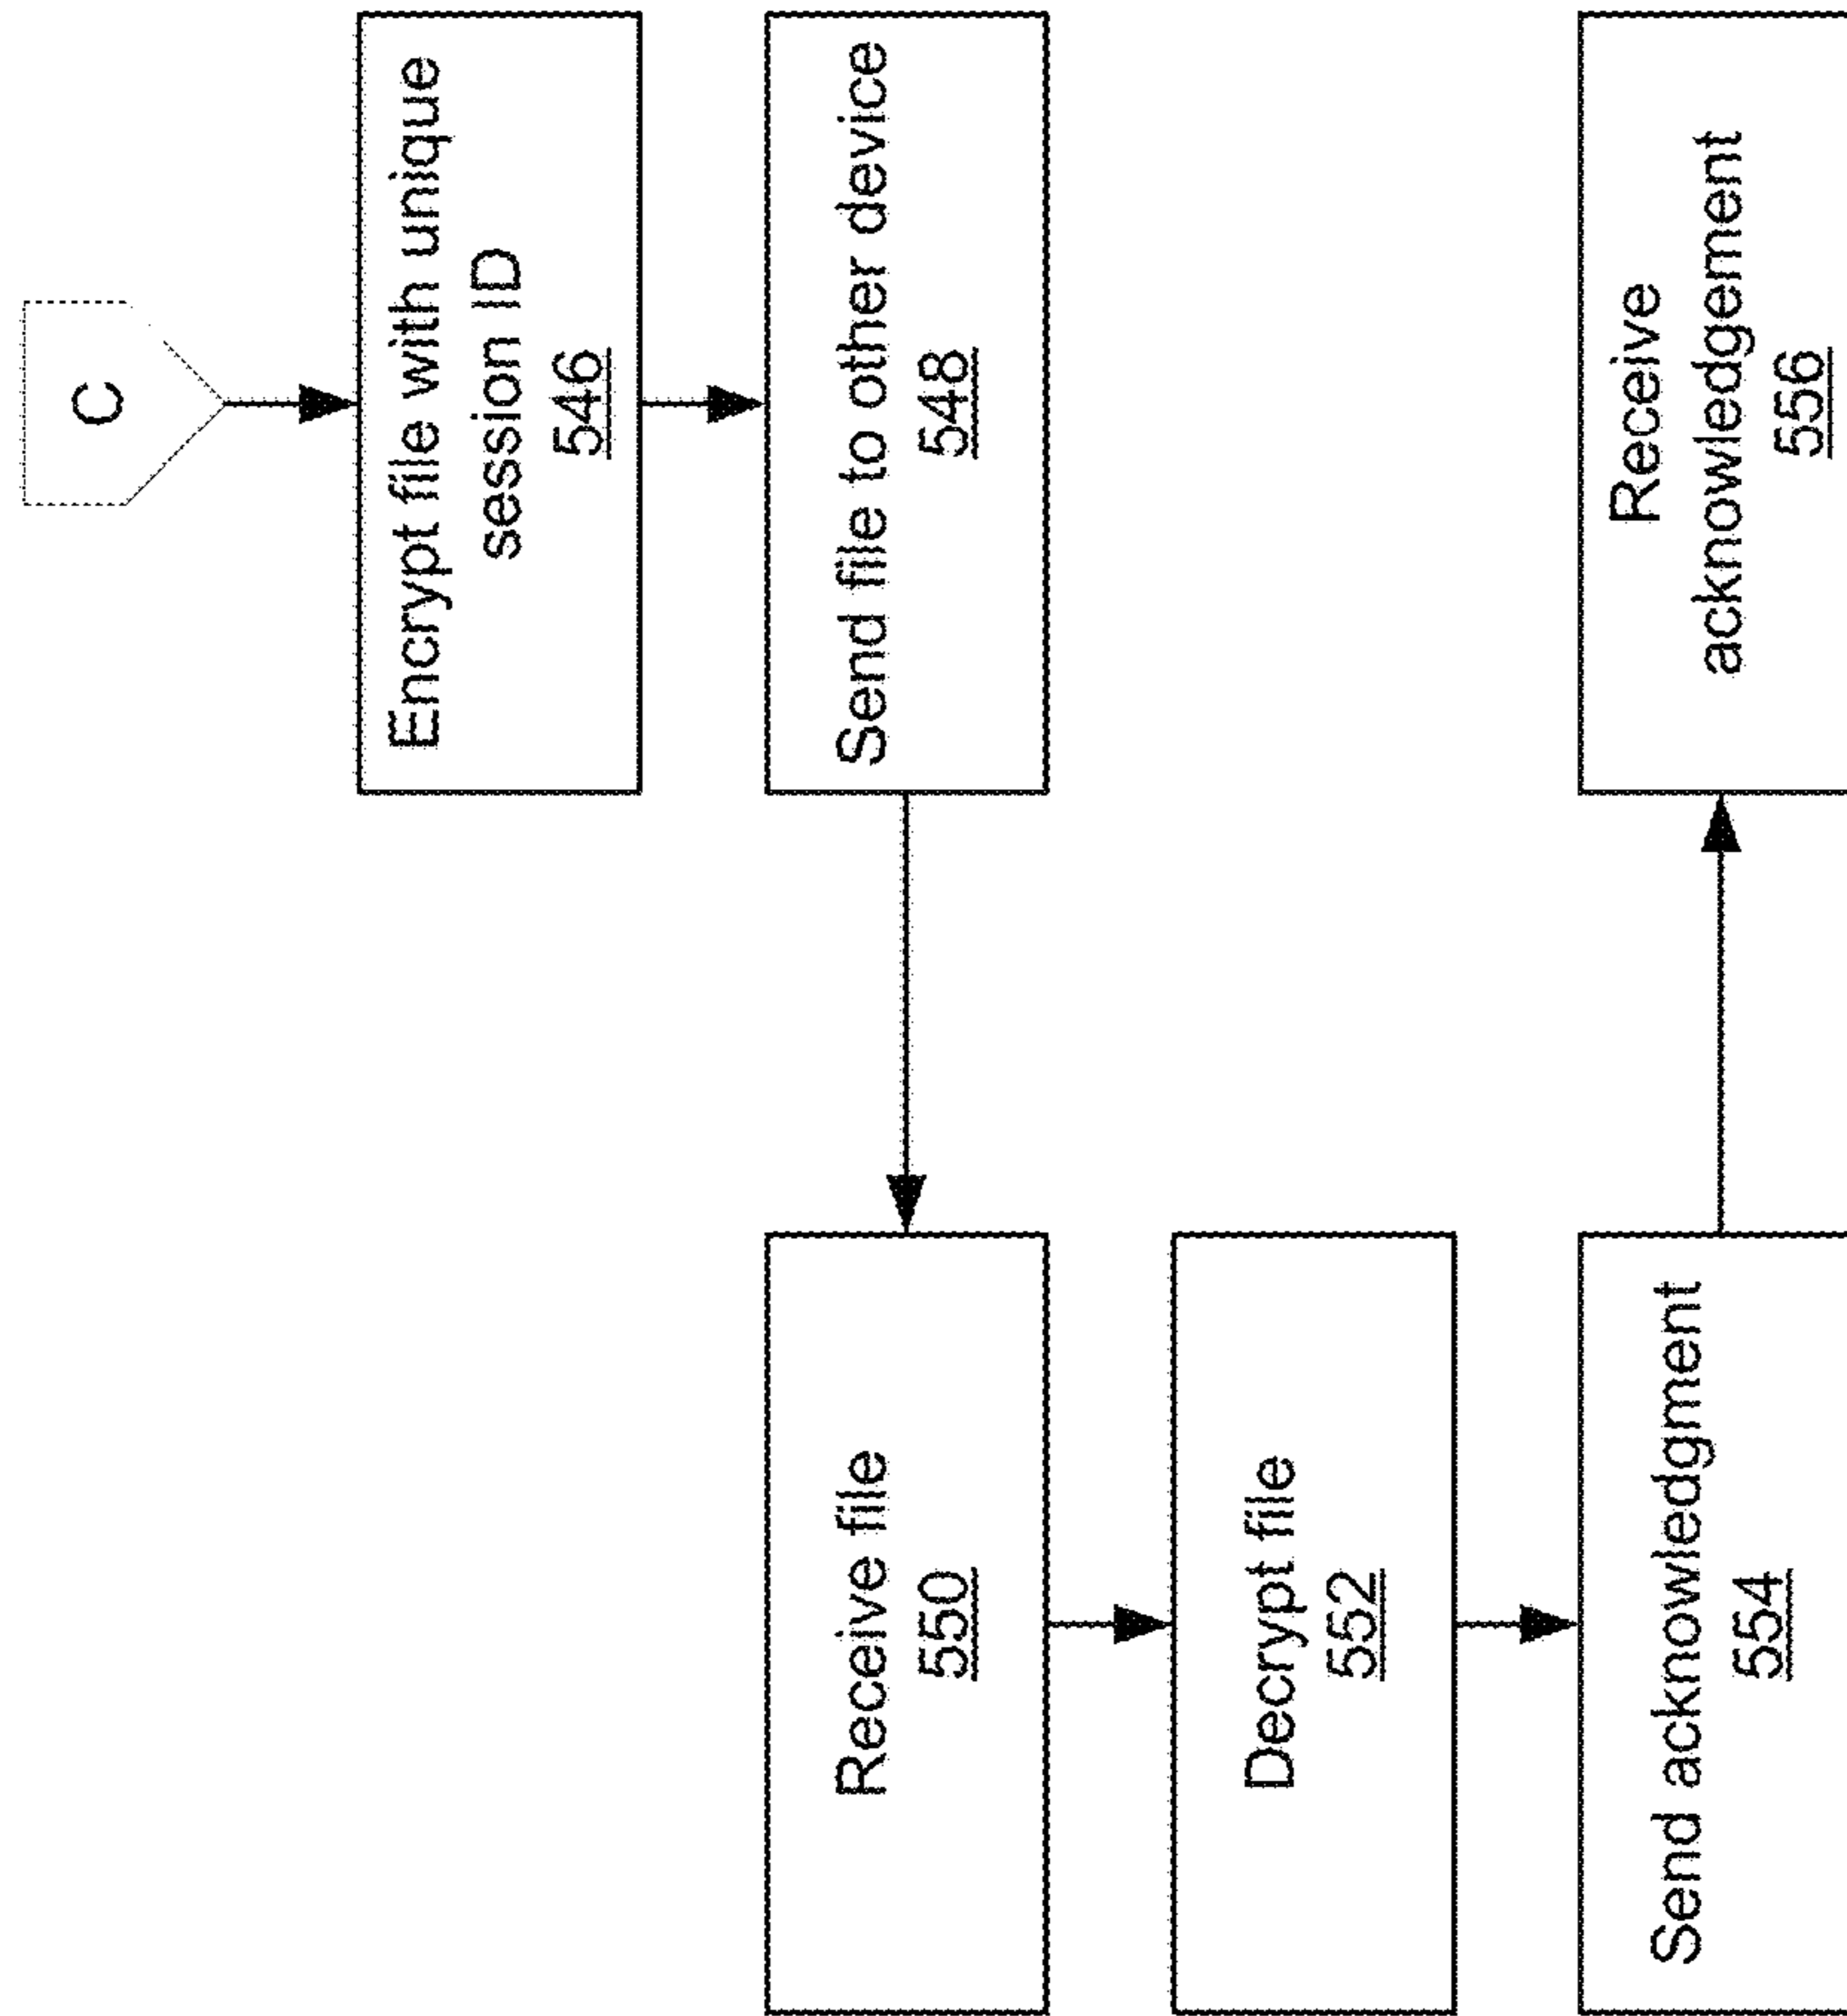 C
Encrypt file with unique
session ID
546
Send file to other device
548
Receive file
550
Decrypt file
552
Send acknowledgment
554
Receive
acknowledgement
556